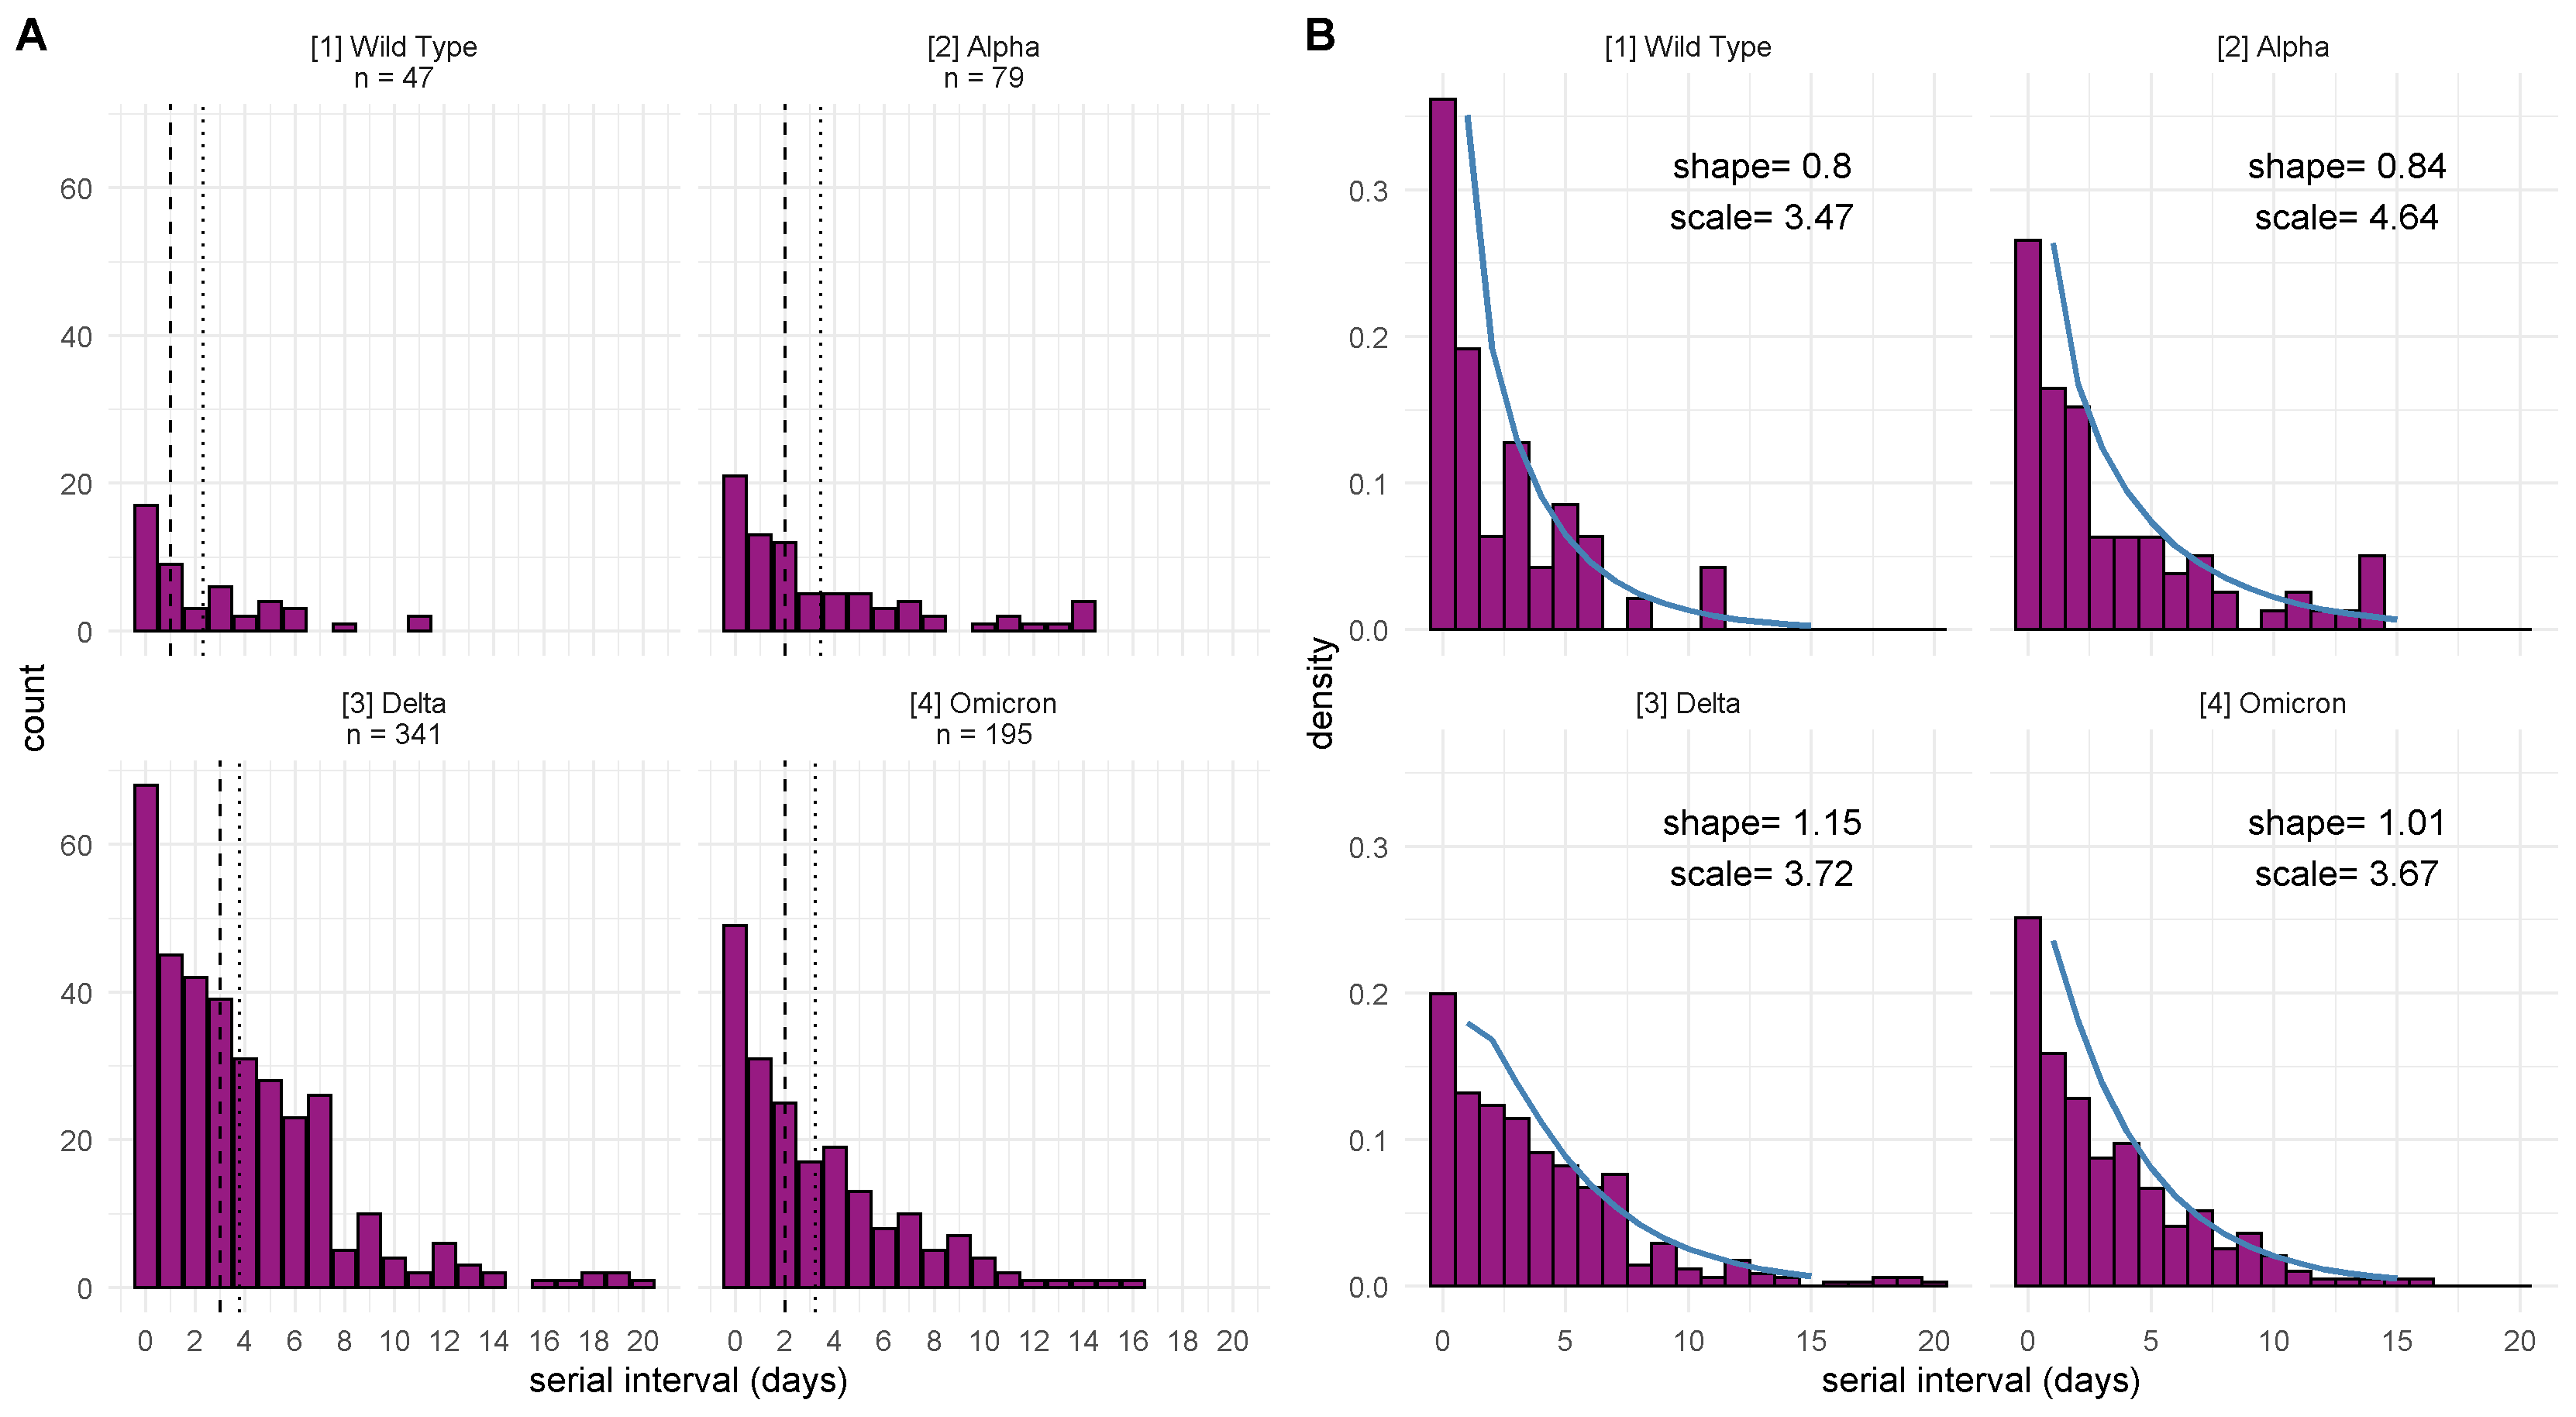 A
[1] Wild Type
n = 47
[2] Alpha
n = 79
60
40
20
0
count
[3] Delta
n = 341
[4] Omicron
n = 195
60
40
20
0
0 2 4 6 8 10 12 14 16 18 20
0 2 4 6 8 10 12 14 16 18 20
serial interval (days)
B
[1] Wild Type
[2] Alpha
shape= 0.8
scale= 3.47
shape= 0.84
scale= 4.64
0.3
0.2
0.1
0.0
density
[3] Delta
[4] Omicron
shape= 1.15
scale= 3.72
shape= 1.01
scale= 3.67
0.3
0.2
0.1
0.0
0 5 10 15 20
0 5 10 15 20
serial interval (days)